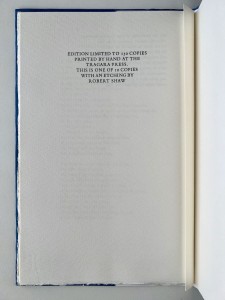 EDITION LIMITED TO 130 COPIES
PRINTED BY HAND AT THE
TRAGARA PRESS.
THIS IS ONE OF 10 COPIES
WITH AN ETCHING BY
ROBERT SHAW